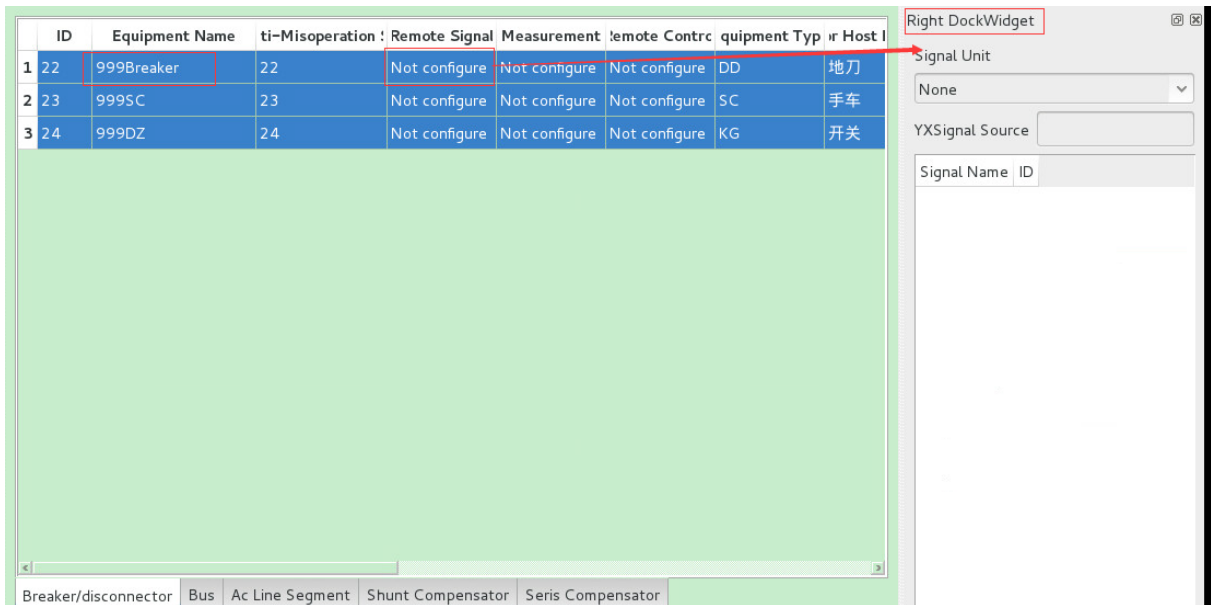 ID Equipment Name ti-Misoperation Remote Signal Measurement emote Contrc quipment Typ or Host I
1 22 999Breaker 22 Not configure Not configure Not configure DD 地刀
2 23 999SC 23 Not configure Not configure Not configure SC 手车
3 24 999DZ 24 Not configure Not configure Not configure KG 开关
Breaker/disconnector Bus Ac Line Segment Shunt Compensator Seris Compensator
Right DockWidget
Signal Unit
None
YXSignal Source
Signal Name ID